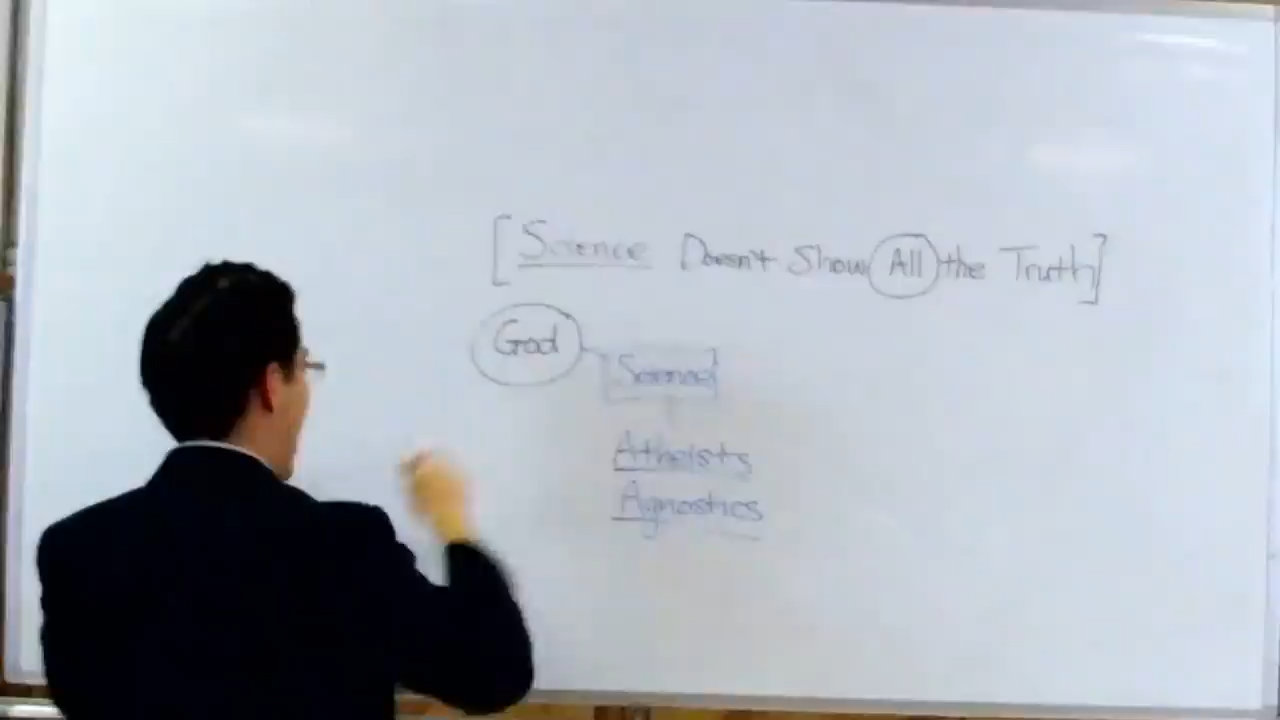 [Science Doesn't Show All the Truth]
God
Science
Atheists
Agnostics